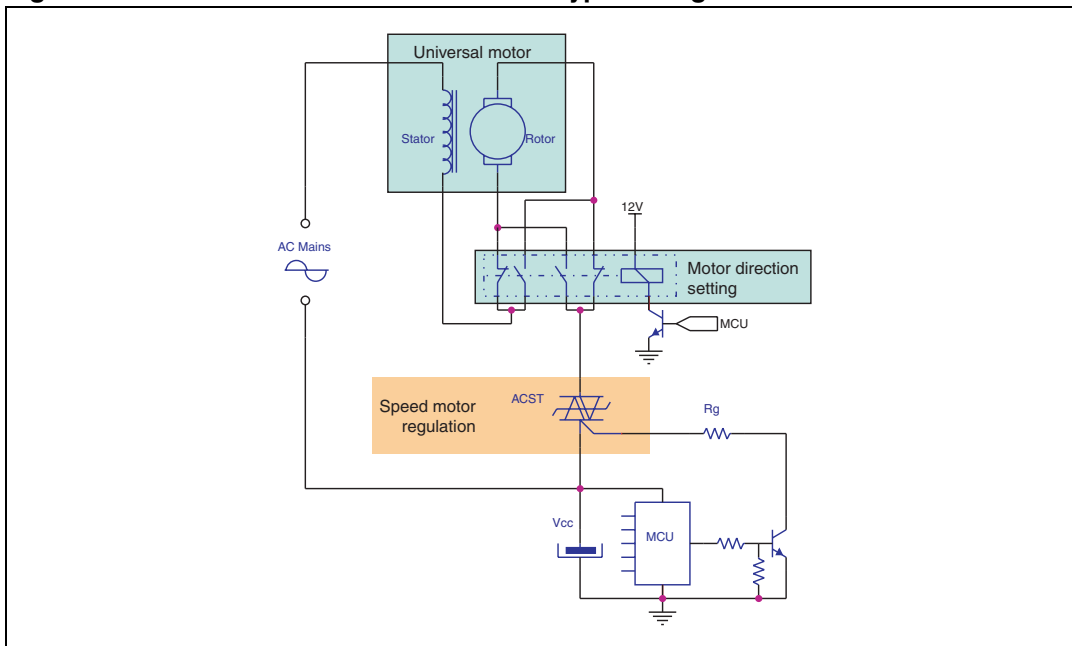 Universal motor
Stator
Rotor
12V
AC Mains
Motor direction
setting
MCU
Speed motor
regulation
ACST
Rg
Vcc
MCU